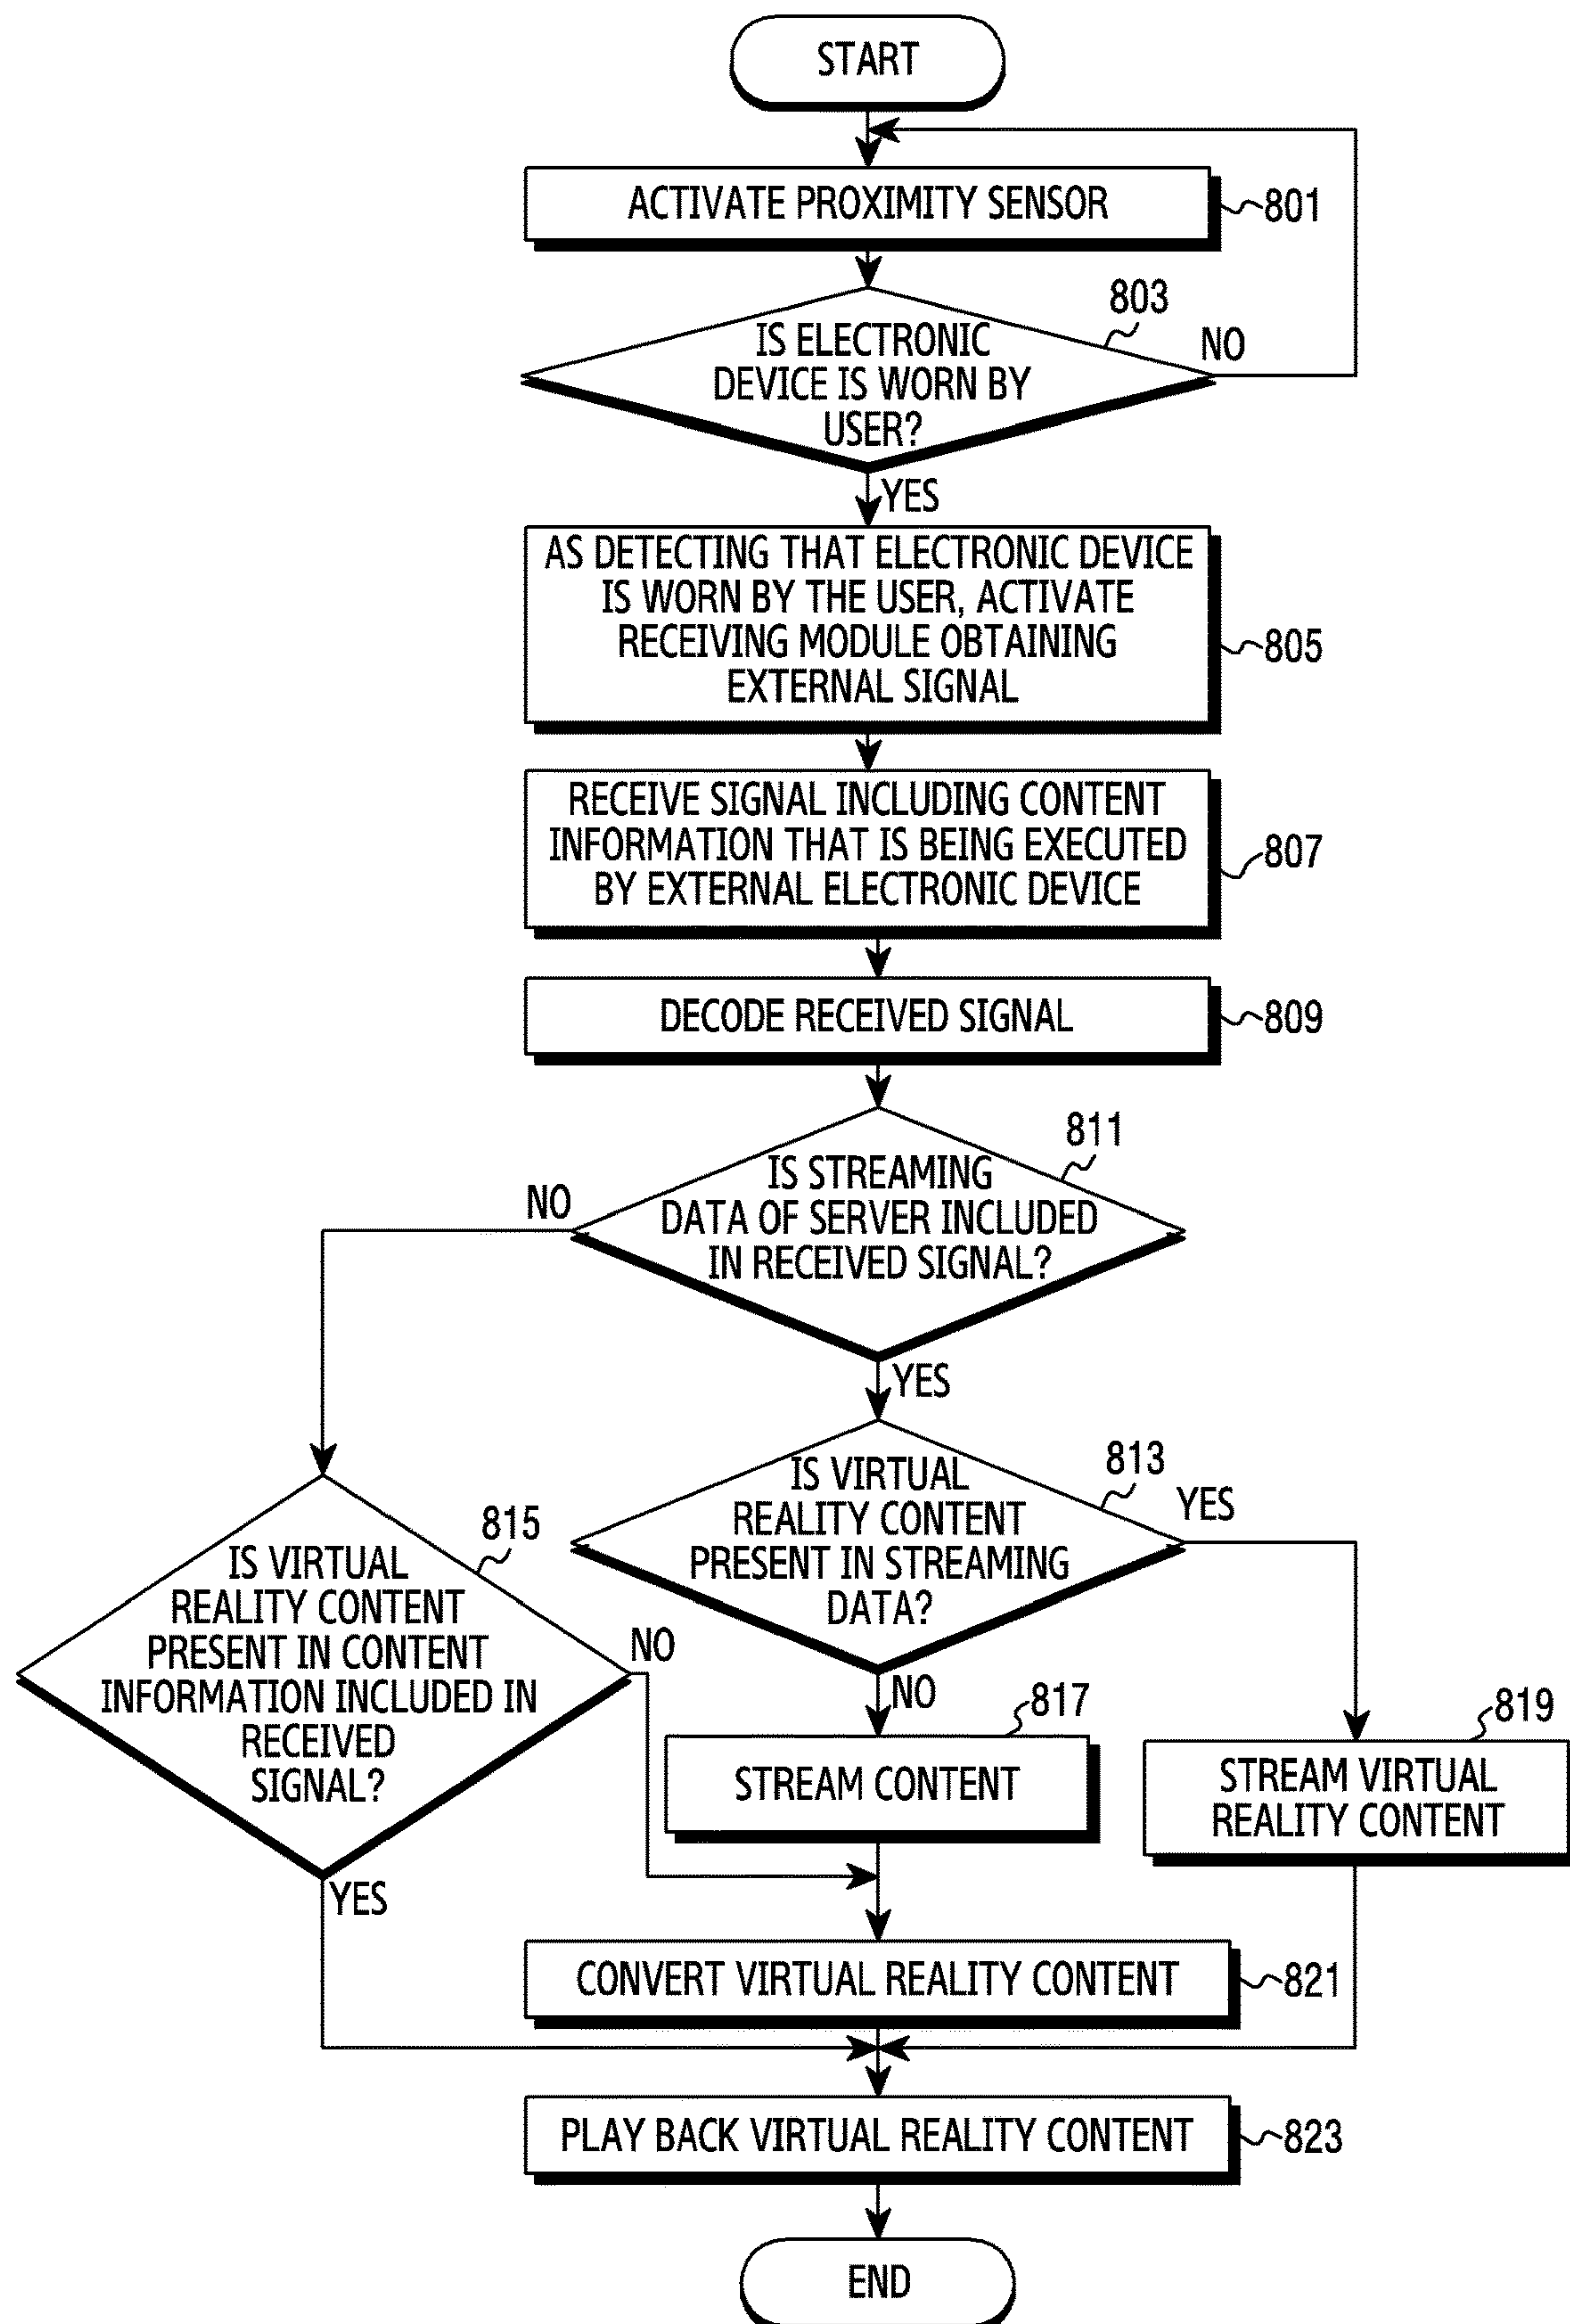 START
ACTIVATE PROXIMITY SENSOR
801
803
IS ELECTRONIC
DEVICE IS WORN BY
USER?
NO
YES
AS DETECTING THAT ELECTRONIC DEVICE
IS WORN BY THE USER, ACTIVATE
RECEIVING MODULE OBTAINING
EXTERNAL SIGNAL
805
RECEIVE SIGNAL INCLUDING CONTENT
INFORMATION THAT IS BEING EXECUTED
BY EXTERNAL ELECTRONIC DEVICE
807
DECODE RECEIVED SIGNAL
809
811
IS STREAMING
DATA OF SERVER INCLUDED
IN RECEIVED SIGNAL?
NO
YES
813
IS VIRTUAL
REALITY CONTENT
PRESENT IN STREAMING
DATA?
YES
NO
815
IS VIRTUAL
REALITY CONTENT
PRESENT IN CONTENT
INFORMATION INCLUDED IN
RECEIVED
SIGNAL?
NO
YES
817
STREAM CONTENT
819
STREAM VIRTUAL
REALITY CONTENT
CONVERT VIRTUAL REALITY CONTENT
821
PLAY BACK VIRTUAL REALITY CONTENT
823
END